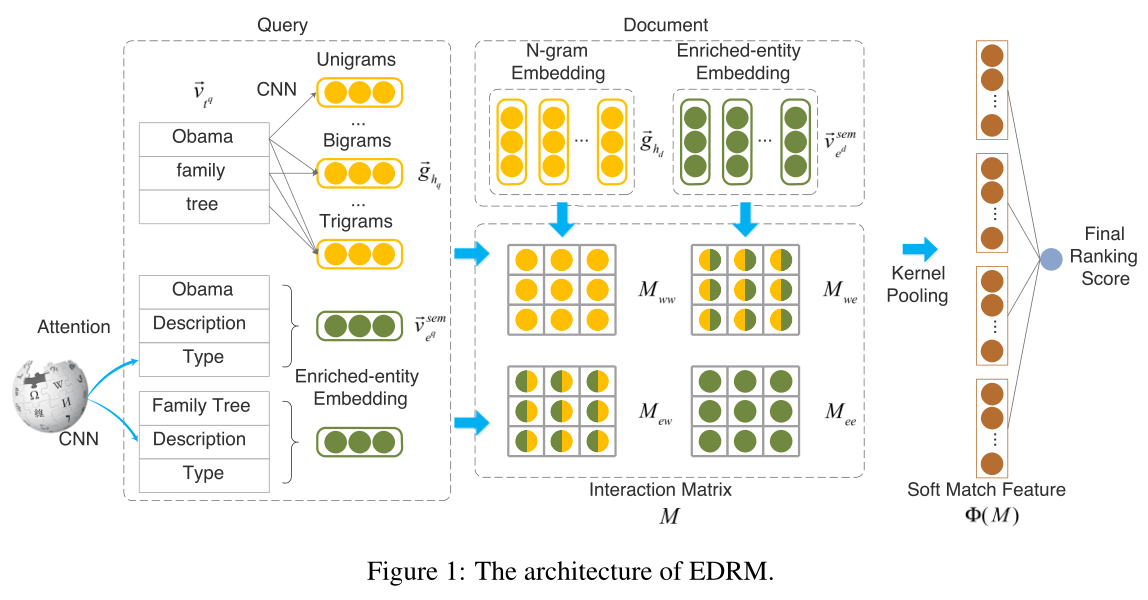 Query
Document
Unigrams
CNN
\vec{v}_{t^q}
Obama
family
tree
...
Bigrams
\vec{g}_{h_q}
...
Trigrams
N-gram
Embedding
...
\vec{g}_{h_d}
Enriched-entity
Embedding
...
\vec{v}_{e^d}^{sem}
Attention
CNN
Ω
W
И
維
7
Obama
Description
Type
\vec{v}_{e^q}^{sem}
Family Tree
Description
Type
Enriched-entity
Embedding
M_{ww}
M_{we}
M_{ew}
M_{ee}
Interaction Matrix
M
Kernel
Pooling
...
...
...
...
Soft Match Feature
Φ(M)
Final
Ranking
Score
Figure 1: The architecture of EDRM.